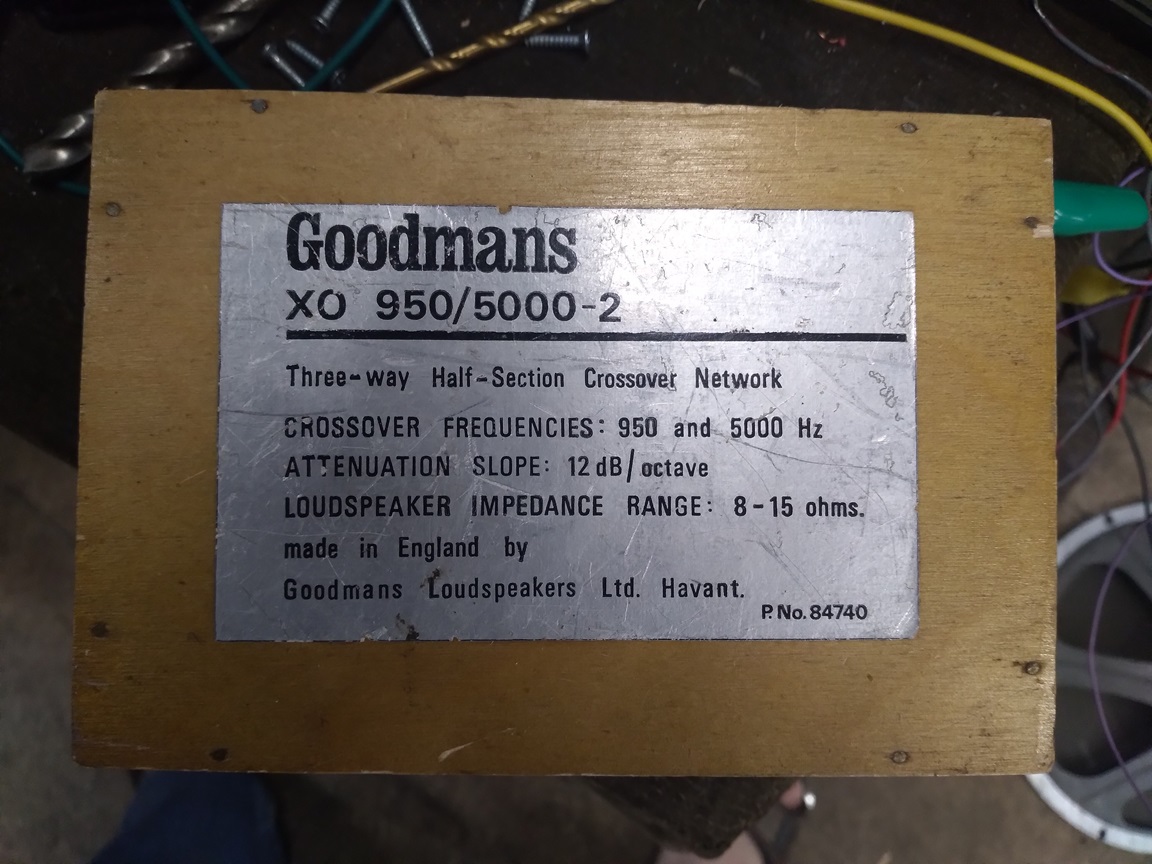 Goodmans
XO 950/5000-2
Three-way Half-Section Crossover Network
CROSSOVER FREQUENCIES: 950 and 5000 Hz
ATTENUATION SLOPE: 12 dB/octave
LOUDSPEAKER IMPEDANCE RANGE: 8-15 ohms.
made in England by
Goodmans Loudspeakers Ltd. Havant.
P. No. 84740